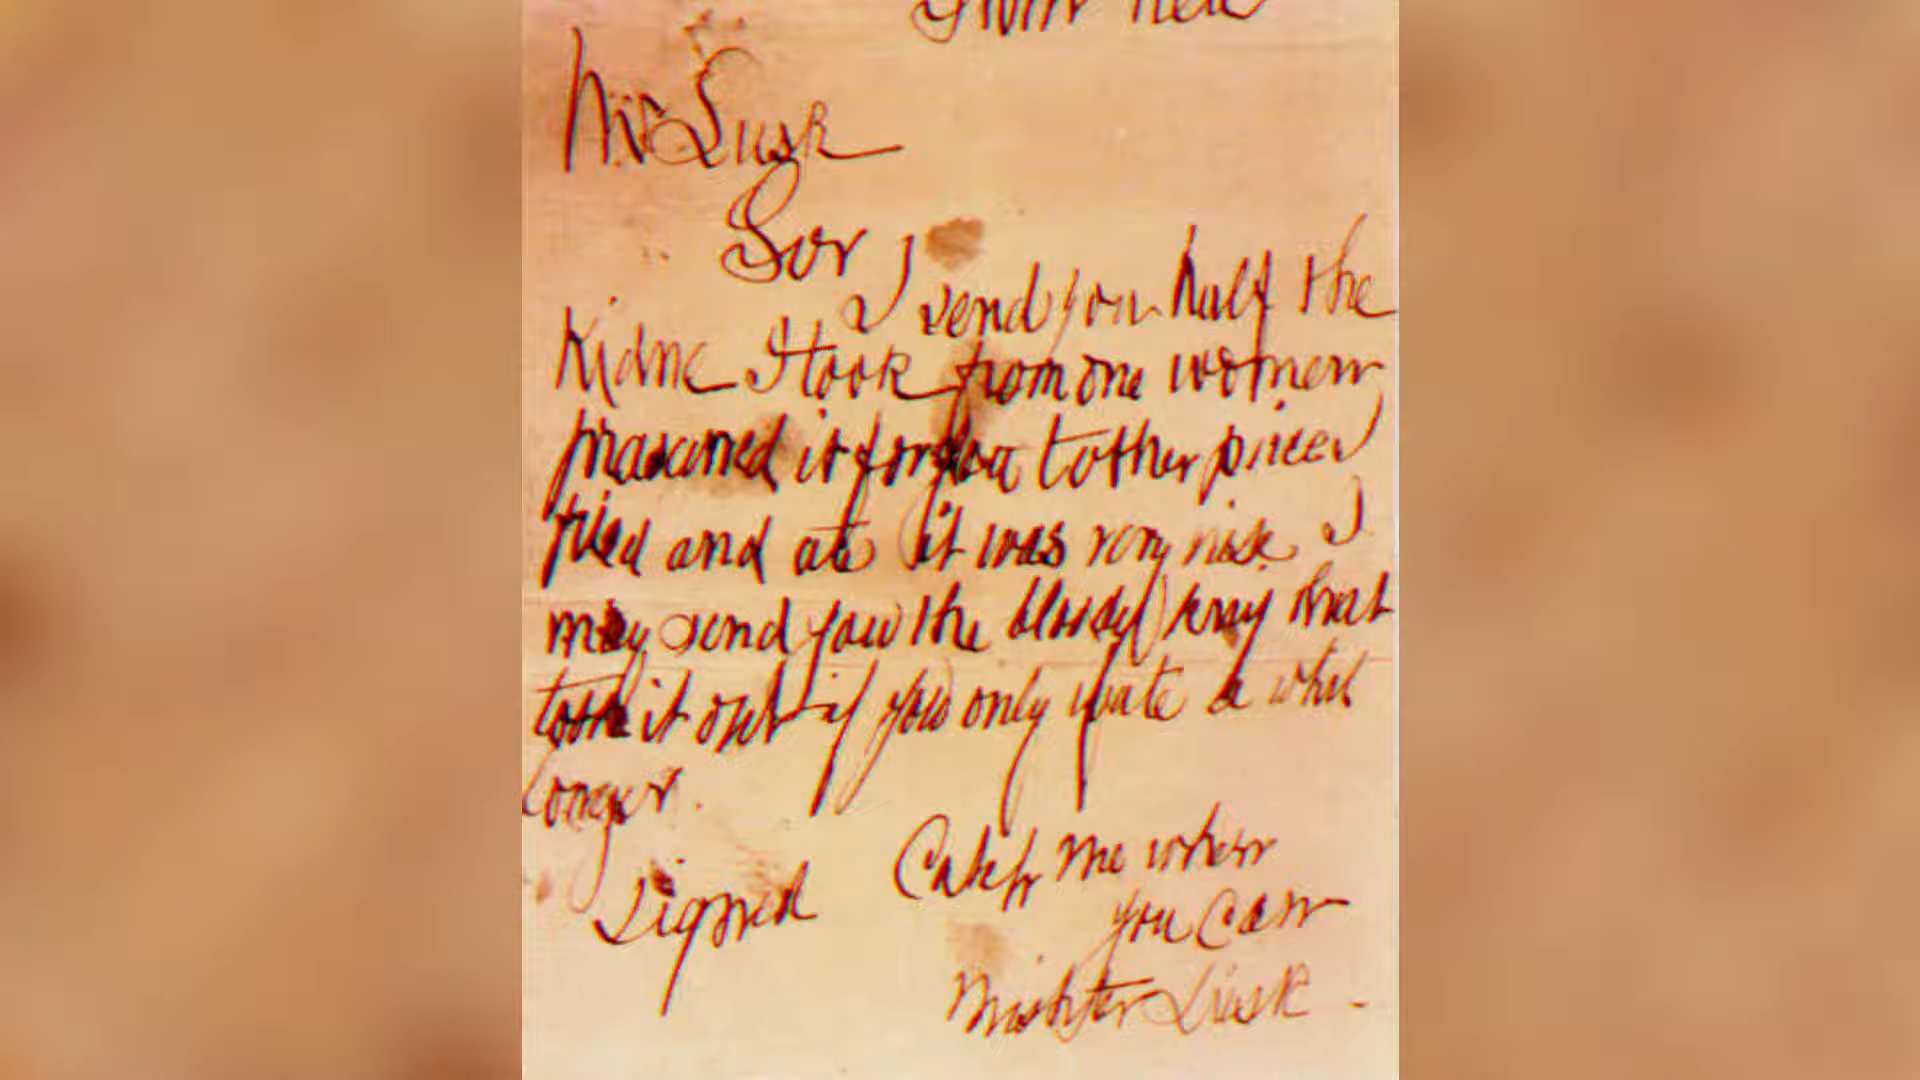 From hell
Mr Lusk
Sor
I send you half the
Kidne I took from one women
prasarved it for you tother piece I
fried and ate it was very nise I
may send you the bloody knif that
took it out if you only wate a whil
longer.
Signed Catch me when
you Can
Mishter Lusk.